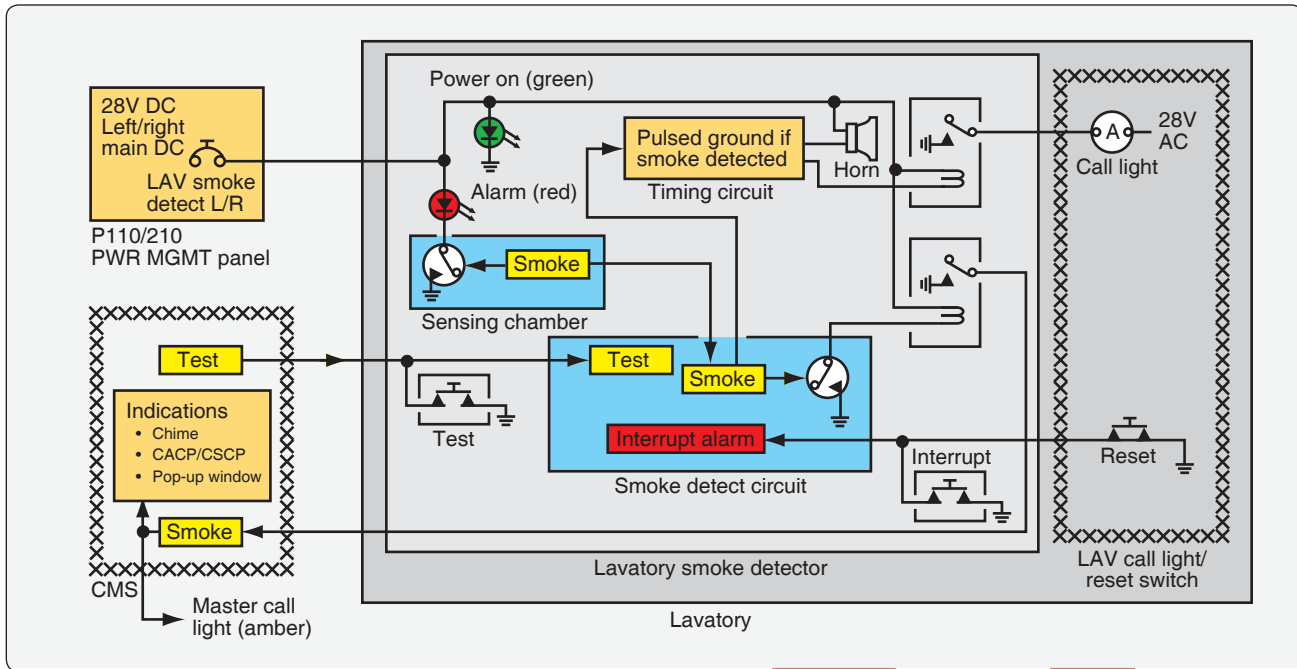 28V DC
Left/right
main DC
LAV smoke
detect L/R
P110/210
PWR MGMT panel
Power on (green)
Alarm (red)
Pulsed ground if
smoke detected
Timing circuit
Horn
A
28V
AC
Call light
Smoke
Sensing chamber
Test
Indications
• Chime
• CACP/CSCP
• Pop-up window
Smoke
CMS
Master call
light (amber)
Test
Test
Smoke
Interrupt alarm
Smoke detect circuit
Interrupt
Reset
LAV call light/
reset switch
Lavatory smoke detector
Lavatory